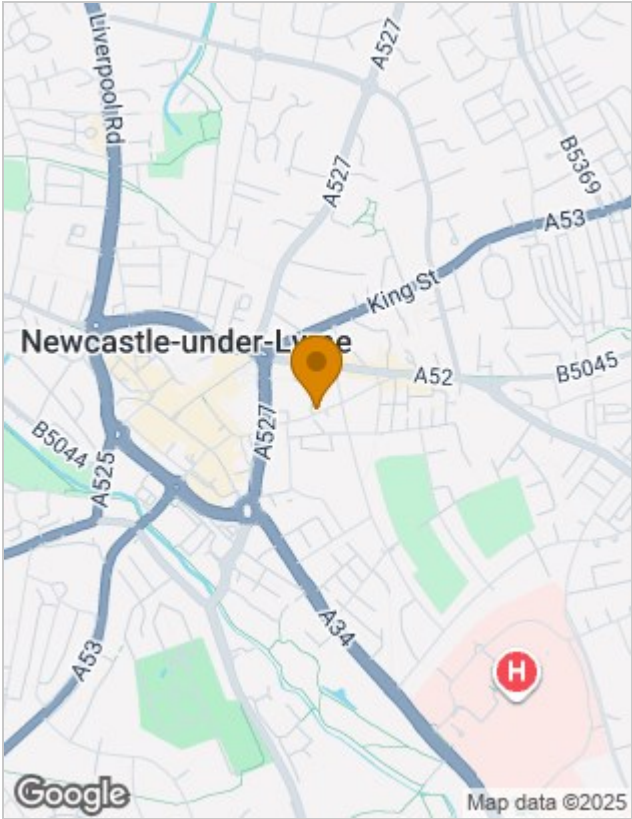 A527
Liverpool Rd
B5369
A527
A53
King St
Newcastle-under-Lyme
A52
B5045
A527
B5044
A525
A34
A53
H
Google
Map data ©2025